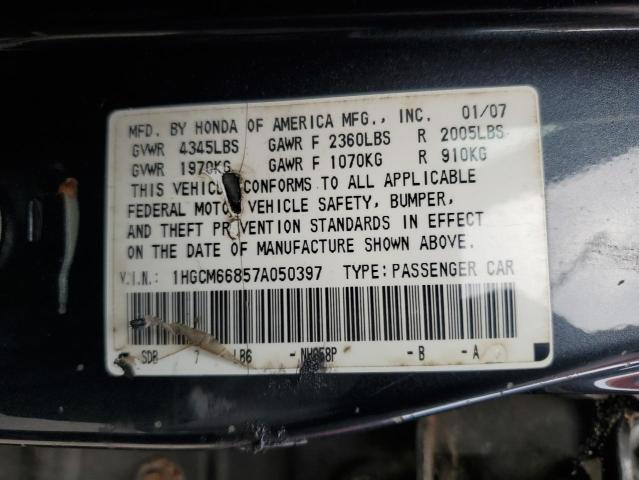 MFD. BY HONDA OF AMERICA MFG., INC. 01/07
GVWR 4345LBS GAWR F 2360LBS R 2005LBS
GVWR 1970KG GAWR F 1070KG R 910KG
THIS VEHICLE CONFORMS TO ALL APPLICABLE
FEDERAL MOTOR VEHICLE SAFETY, BUMPER,
AND THEFT PREVENTION STANDARDS IN EFFECT
ON THE DATE OF MANUFACTURE SHOWN ABOVE.
V.I.N.: 1HGCM66857A050397 TYPE: PASSENGER CAR
SDB 7 -B -A